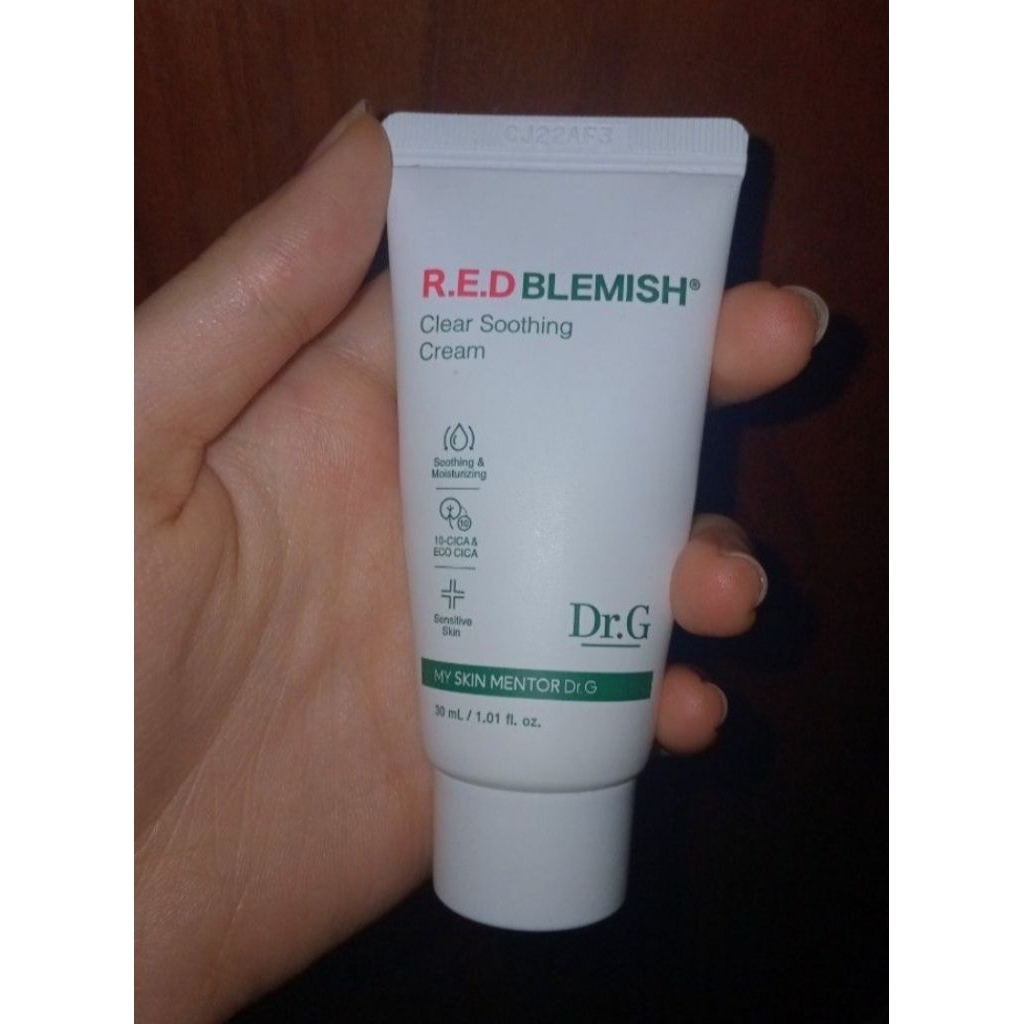 CJ22AF3
R.E.D BLEMISH®
Clear Soothing
Cream
Soothing &
Moisturizing
10
10-CICA &
ECO CICA
Sensitive
Skin
Dr.G
MY SKIN MENTOR Dr.G
30 mL / 1.01 fl. oz.